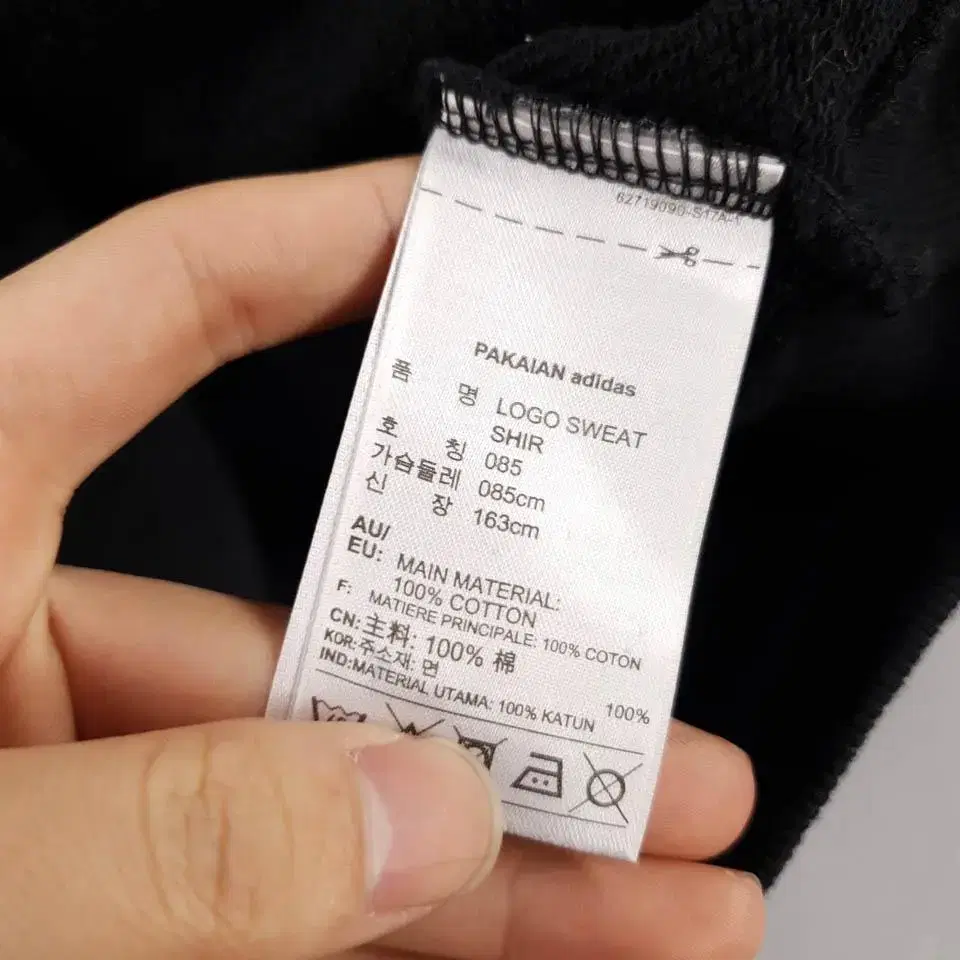 62719090-S17A-1
PAKAIAN adidas
품 명 LOGO SWEAT
SHIR
호 칭 085
가슴둘레 085cm
신 장 163cm
AU/
EU: MAIN MATERIAL:
100% COTTON
F: MATIERE PRINCIPALE: 100% COTON
CN: 主料: 100% 棉
KOR: 주소재: 면 100%
IND:MATERIAL UTAMA: 100% KATUN